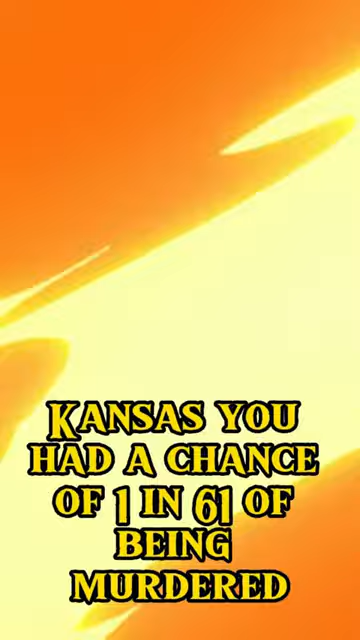 Kansas you
had a chance
of 1 in 61 of
being
murdered